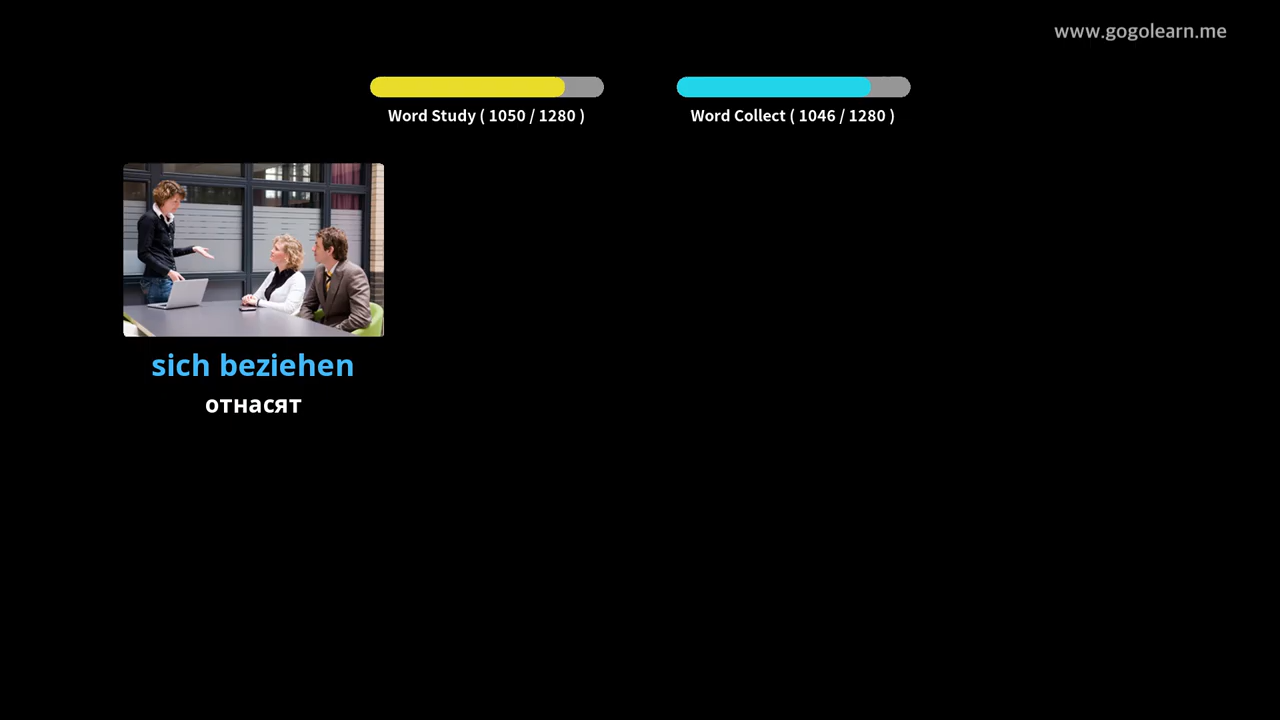 www.gogolearn.me
Word Study ( 1050 / 1280 )
Word Collect ( 1046 / 1280 )
sich beziehen
отнасят